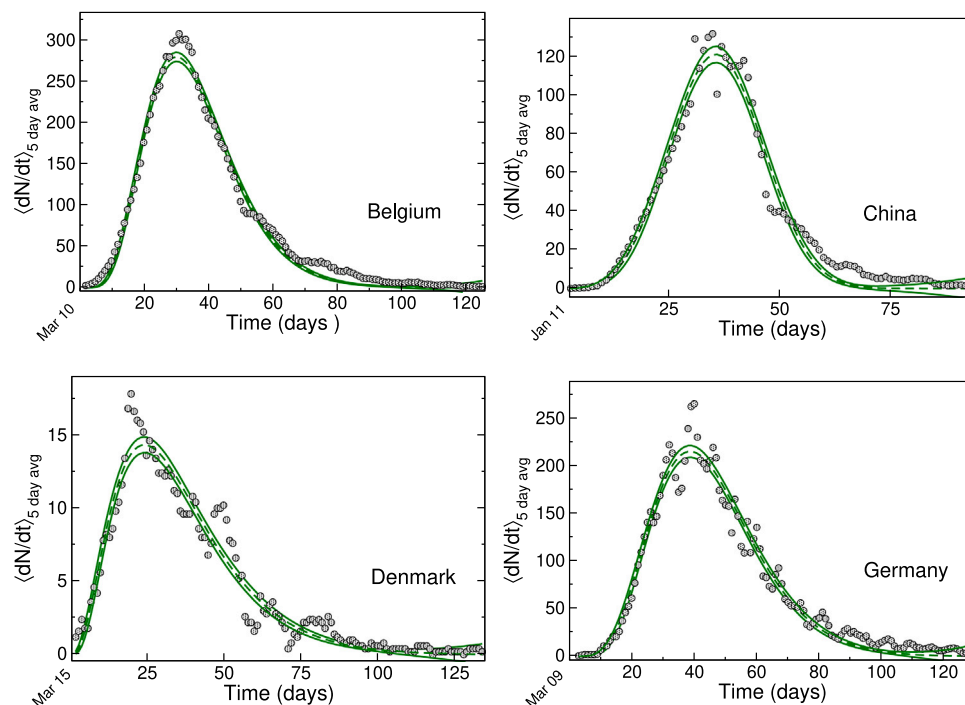 300
250
200
150
100
50
0
⟨dN/dt⟩5 day avg
Belgium
Mar 10
20 40 60 80 100 120
Time (days )
120
100
80
60
40
20
0
⟨dN/dt⟩5 day avg
China
Jan 11
25 50 75
Time (days)
15
10
5
0
⟨dN/dt⟩5 day avg
Denmark
Mar 15
25 50 75 100 125
Time (days)
250
200
150
100
50
0
⟨dN/dt⟩5 day avg
Germany
Mar 09
20 40 60 80 100 120
Time (days)